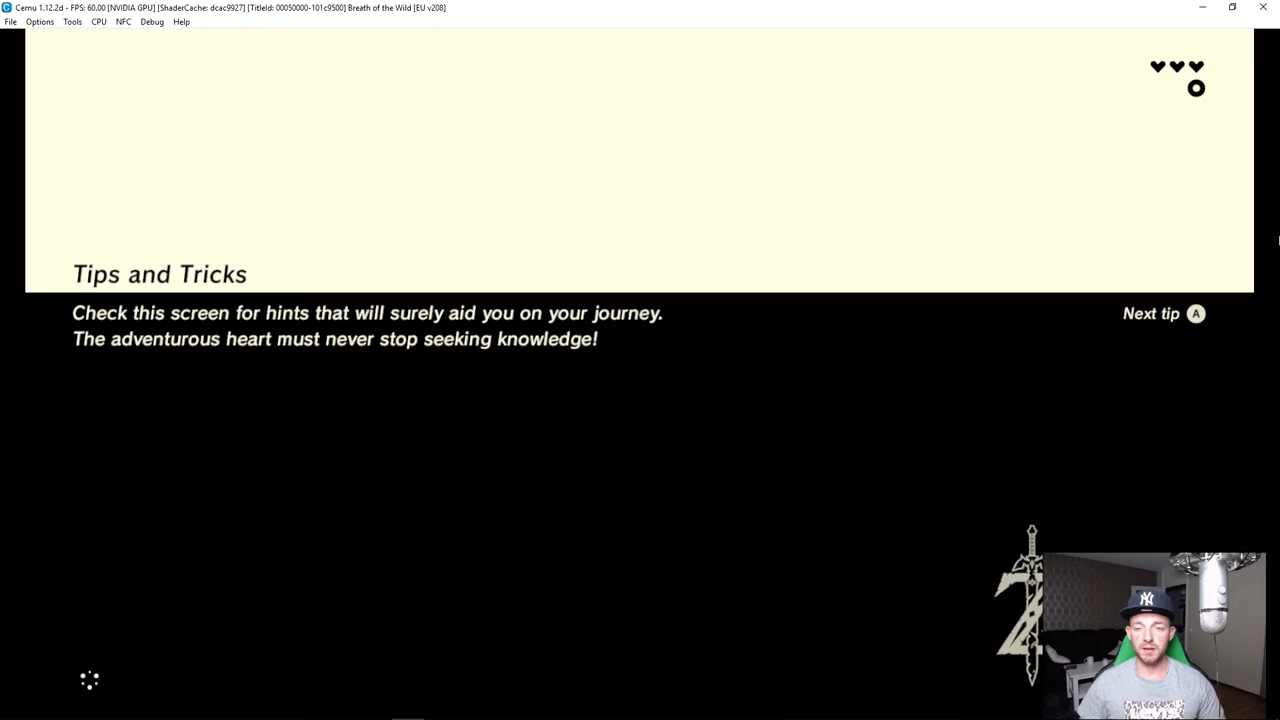 Cemu 1.12.2d - FPS: 60.00 [NVIDIA GPU] [ShaderCache: dcac9927] [TitleId: 00050000-101c9500] Breath of the Wild [EU v208]
File Options Tools CPU NFC Debug Help
Tips and Tricks
Check this screen for hints that will surely aid you on your journey.
The adventurous heart must never stop seeking knowledge!
Next tip A
Z
NY
LEVI'S